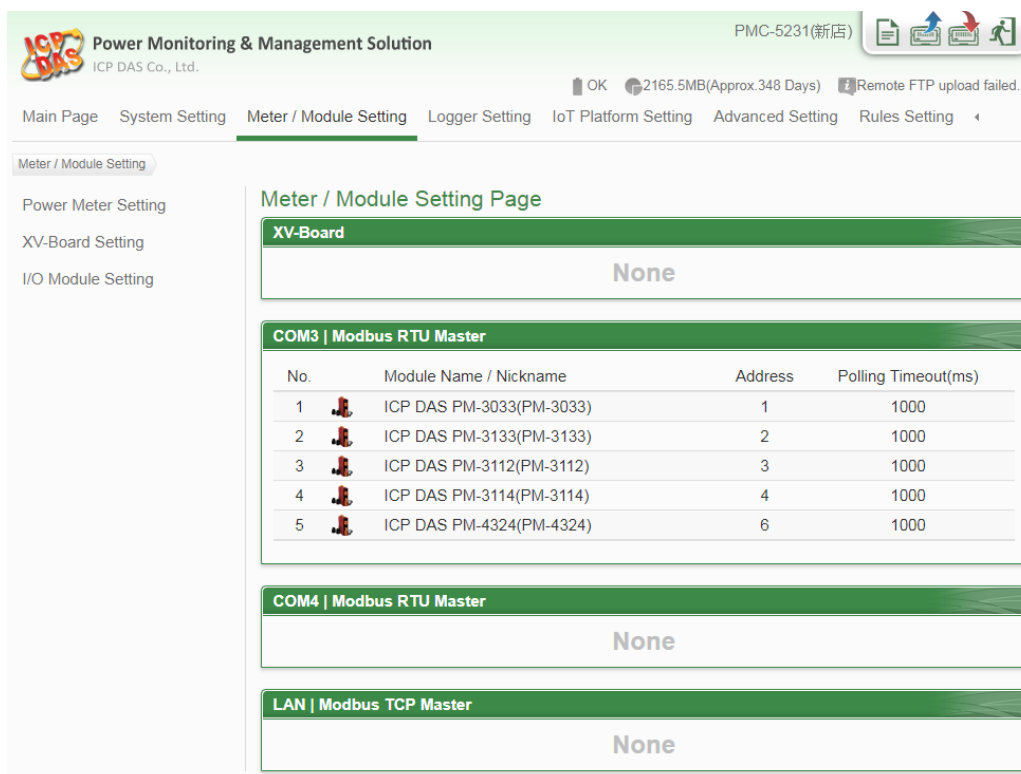 ICP DAS
Power Monitoring & Management Solution
ICP DAS Co., Ltd.
PMC-5231(新店)
OK 2165.5MB(Approx.348 Days) Remote FTP upload failed.
Main Page System Setting Meter / Module Setting Logger Setting IoT Platform Setting Advanced Setting Rules Setting
Meter / Module Setting
Power Meter Setting
XV-Board Setting
I/O Module Setting
Meter / Module Setting Page
XV-Board
None
COM3 | Modbus RTU Master
No. Module Name / Nickname Address Polling Timeout(ms)
1 ICP DAS PM-3033(PM-3033) 1 1000
2 ICP DAS PM-3133(PM-3133) 2 1000
3 ICP DAS PM-3112(PM-3112) 3 1000
4 ICP DAS PM-3114(PM-3114) 4 1000
5 ICP DAS PM-4324(PM-4324) 6 1000
COM4 | Modbus RTU Master
None
LAN | Modbus TCP Master
None